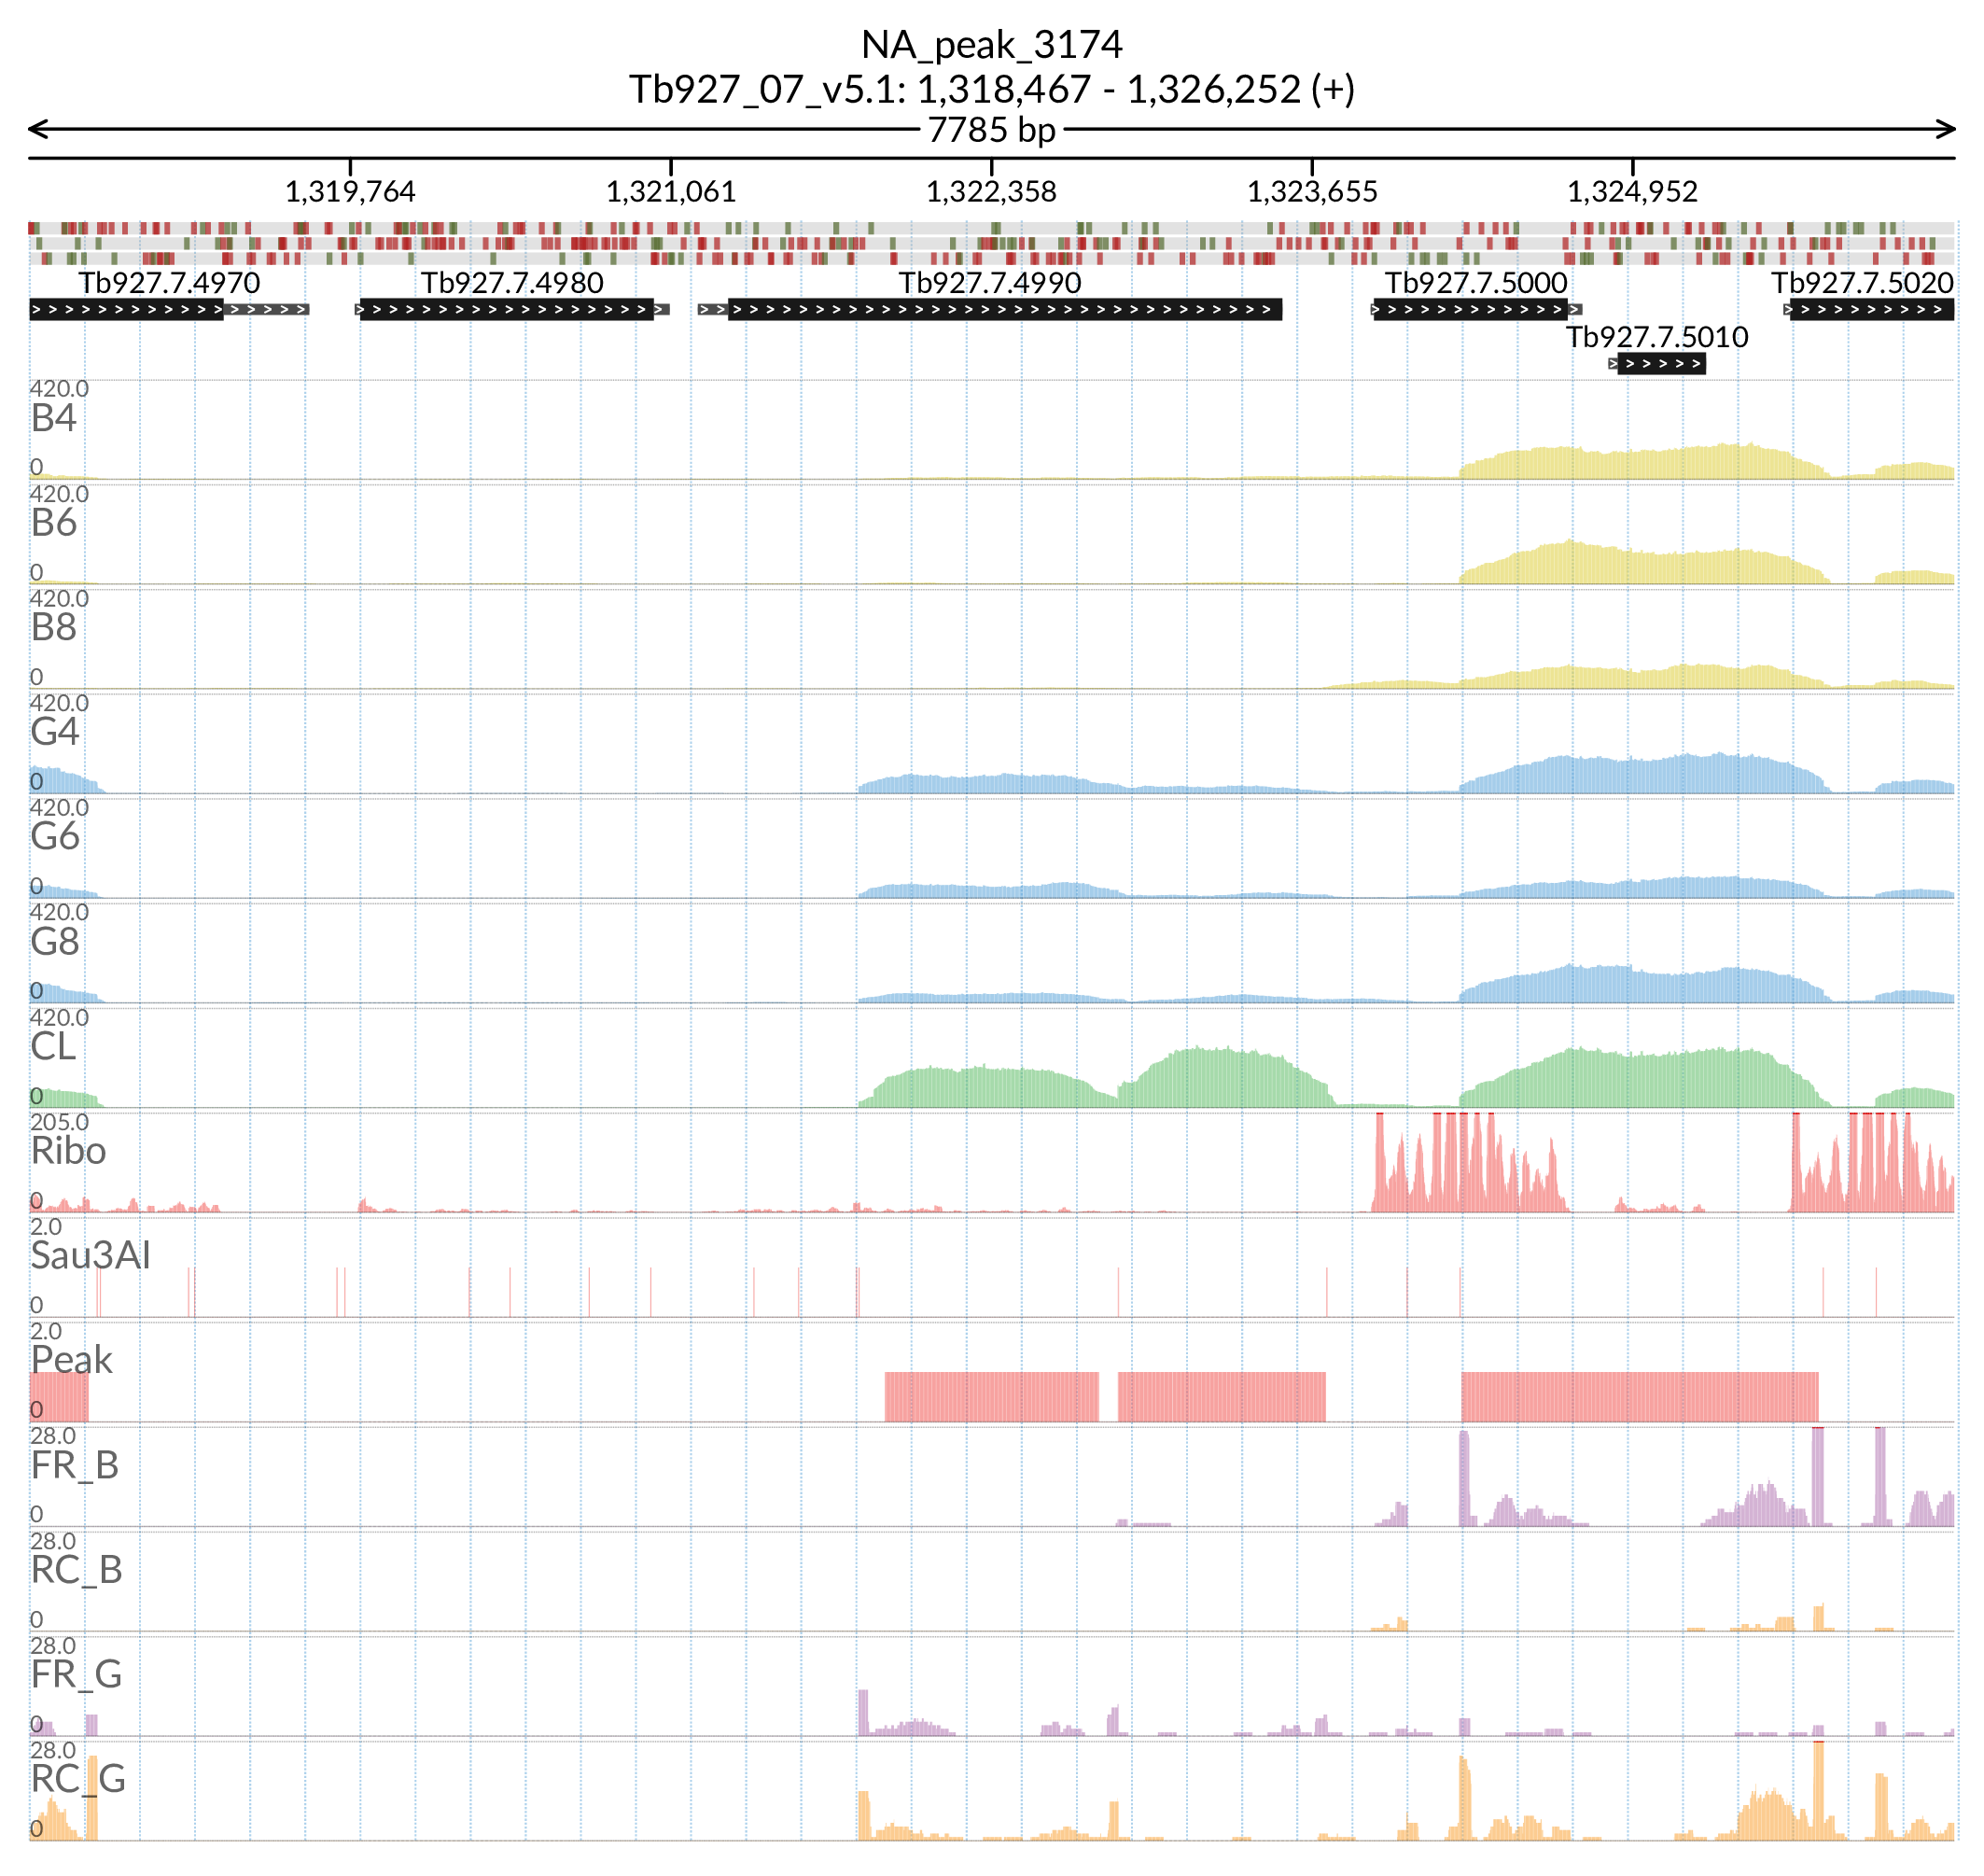 NA_peak_3174
Tb927_07_v5.1: 1,318,467 - 1,326,252 (+)
7785 bp
1,319,764 1,321,061 1,322,358 1,323,655 1,324,952
Tb927.7.4970 Tb927.7.4980 Tb927.7.4990 Tb927.7.5000 Tb927.7.5020
Tb927.7.5010
420.0
B4
0
420.0
B6
0
420.0
B8
0
420.0
G4
0
420.0
G6
0
420.0
G8
0
420.0
CL
0
205.0
Ribo
0
2.0
Sau3AI
0
2.0
Peak
0
28.0
FR_B
0
28.0
RC_B
0
28.0
FR_G
0
28.0
RC_G
0